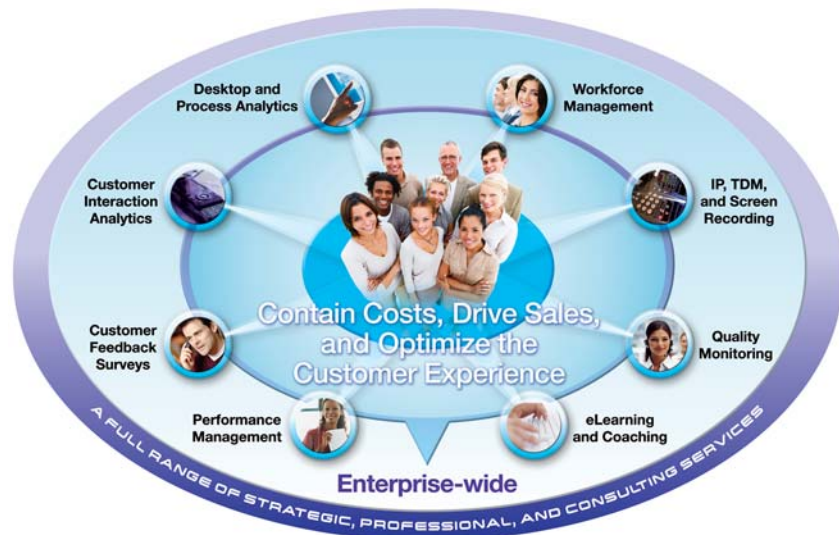 Desktop and
Process Analytics
Workforce
Management
Customer
Interaction
Analytics
IP, TDM,
and Screen
Recording
Contain Costs, Drive Sales,
and Optimize the
Customer Experience
Customer
Feedback
Surveys
Quality
Monitoring
Performance
Management
eLearning
and Coaching
Enterprise-wide
A FULL RANGE OF STRATEGIC, PROFESSIONAL, AND CONSULTING SERVICES